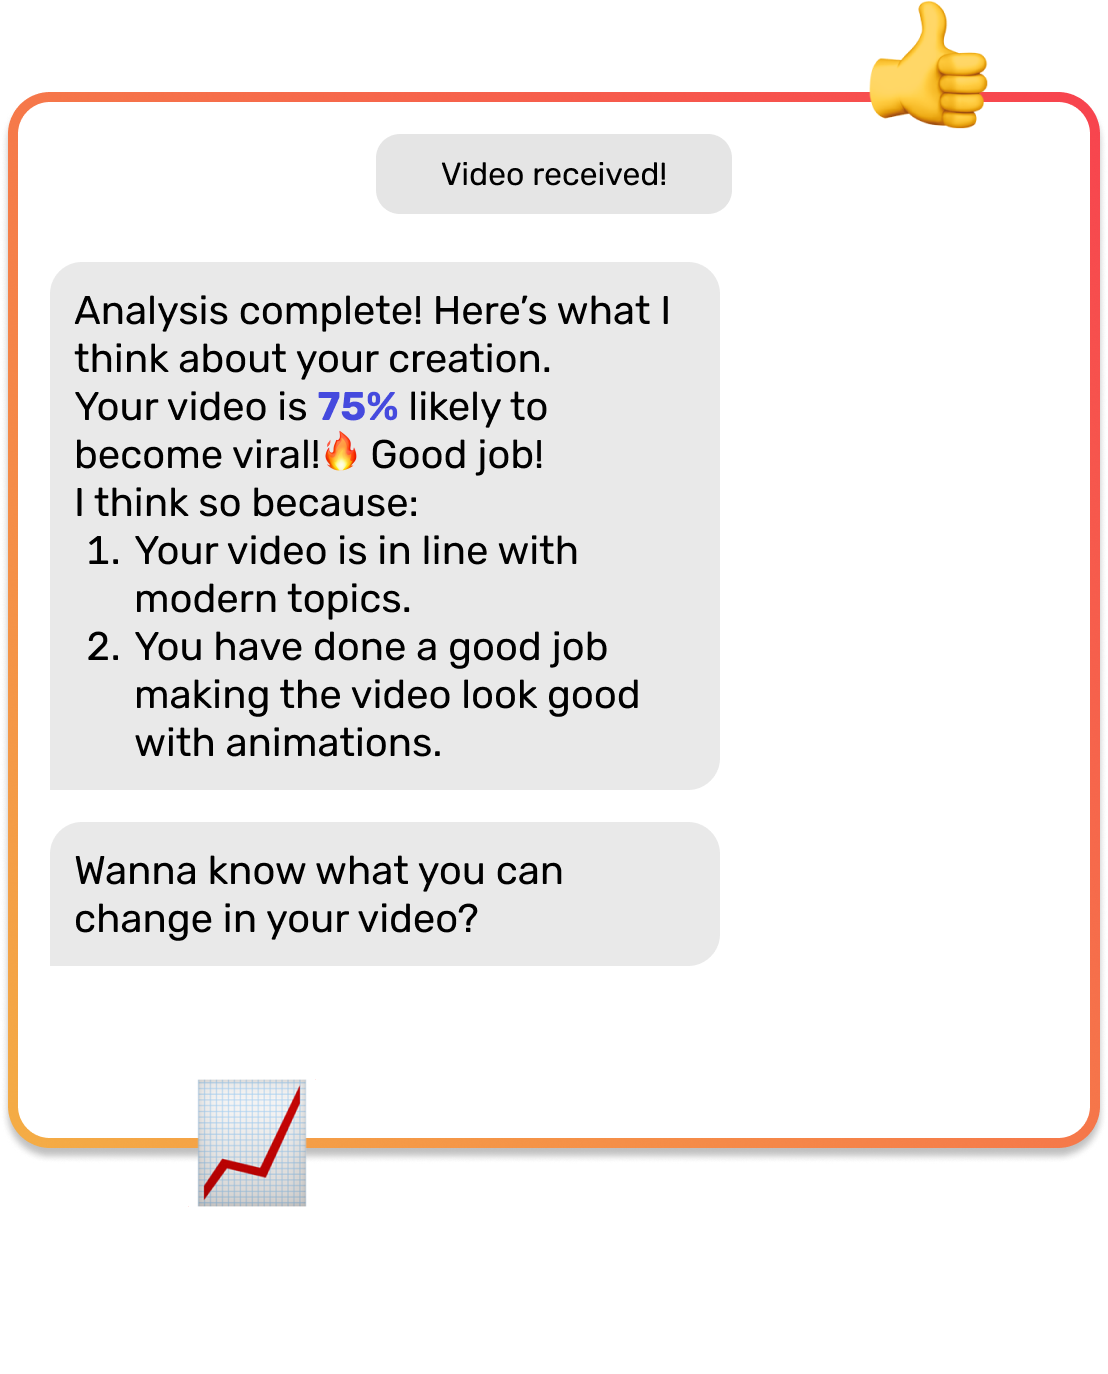 Video received!
Analysis complete! Here’s what I
think about your creation.
Your video is 75% likely to
become viral!🔥 Good job!
I think so because:
1. Your video is in line with
modern topics.
2. You have done a good job
making the video look good
with animations.
Wanna know what you can
change in your video?